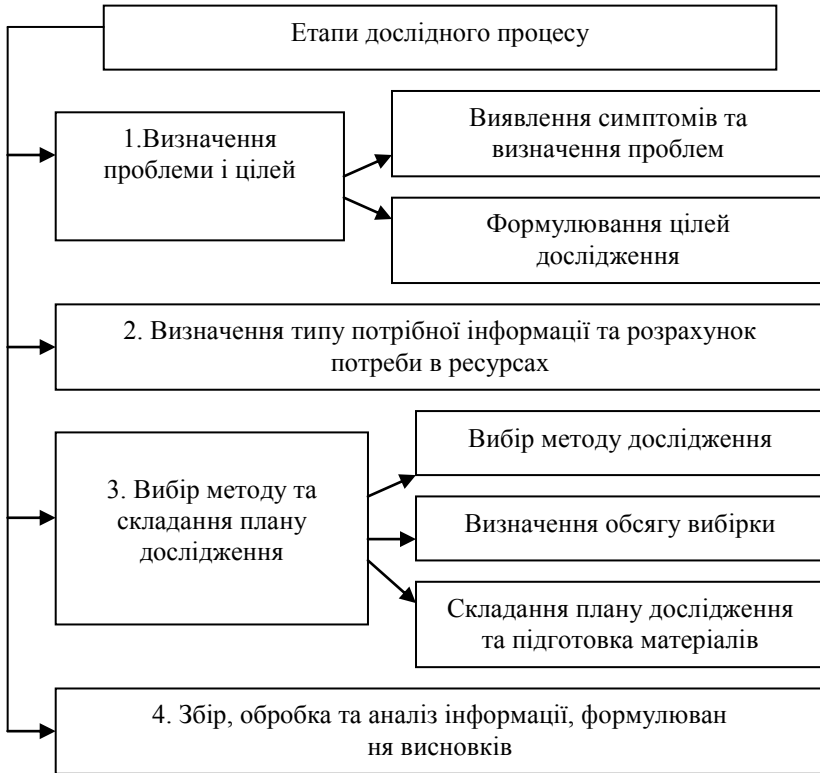 Етапи дослідного процесу
1.Визначення
проблеми і цілей
Виявлення симптомів та
визначення проблем
Формулювання цілей
дослідження
2. Визначення типу потрібної інформації та розрахунок
потреби в ресурсах
3. Вибір методу та
складання плану
дослідження
Вибір методу дослідження
Визначення обсягу вибірки
Складання плану дослідження
та підготовка матеріалів
4. Збір, обробка та аналіз інформації, формулюван
ня висновків